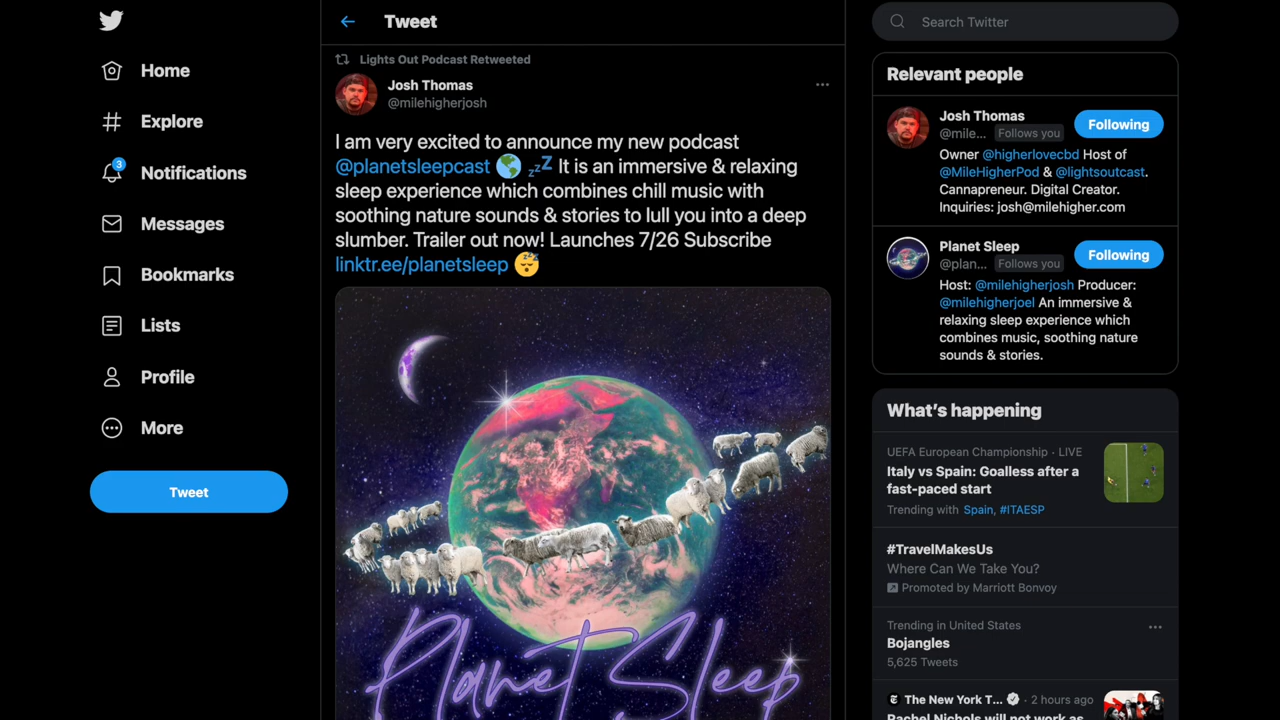 Home
Explore
3
Notifications
Messages
Bookmarks
Lists
Profile
More
Tweet
Tweet
Lights Out Podcast Retweeted
Josh Thomas
@milehigherjosh
I am very excited to announce my new podcast
@planetsleepcast 🌎 💤 It is an immersive & relaxing
sleep experience which combines chill music with
soothing nature sounds & stories to lull you into a deep
slumber. Trailer out now! Launches 7/26 Subscribe
linktr.ee/planetsleep 😴
Planet Sleep
Search Twitter
Relevant people
Josh Thomas
@mile... Follows you
Following
Owner @higherlovecbd Host of
@MileHigherPod & @lightsoutcast.
Cannapreneur. Digital Creator.
Inquiries: josh@milehigher.com
Planet Sleep
@plan... Follows you
Following
Host: @milehigherjosh Producer:
@milehigherjoel An immersive &
relaxing sleep experience which
combines music, soothing nature
sounds & stories.
What's happening
UEFA European Championship · LIVE
Italy vs Spain: Goalless after a
fast-paced start
Trending with Spain, #ITAESP
#TravelMakesUs
Where Can We Take You?
Promoted by Marriott Bonvoy
Trending in United States
Bojangles
5,625 Tweets
The New York T... · 2 hours ago
Rachel Nichols will not work as